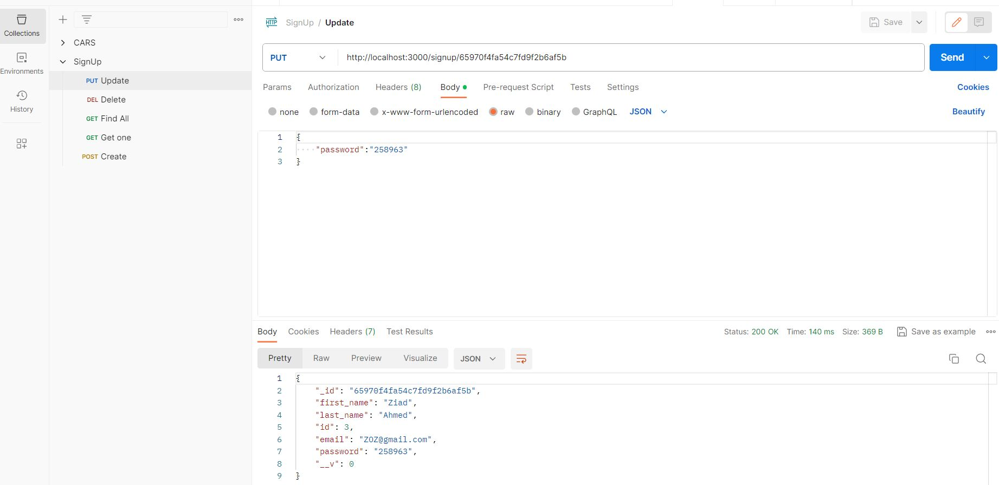 Collections
Environments
History
CARS
SignUp
PUT Update
DEL Delete
GET Find All
GET Get one
POST Create
HTTP SignUp / Update
Save
PUT http://localhost:3000/signup/65970f4fa54c7fd9f2b6af5b
Send
Params Authorization Headers (8) Body Pre-request Script Tests Settings
Cookies
none form-data x-www-form-urlencoded raw binary GraphQL JSON
Beautify
1 {
2 ····"password":"258963"
3 }
Body Cookies Headers (7) Test Results
Status: 200 OK Time: 140 ms Size: 369 B Save as example
Pretty Raw Preview Visualize JSON
1 {
2 "_id": "65970f4fa54c7fd9f2b6af5b",
3 "first_name": "Ziad",
4 "last_name": "Ahmed",
5 "id": 3,
6 "email": "ZOZ@gmail.com",
7 "password": "258963",
8 "__v": 0
9 }